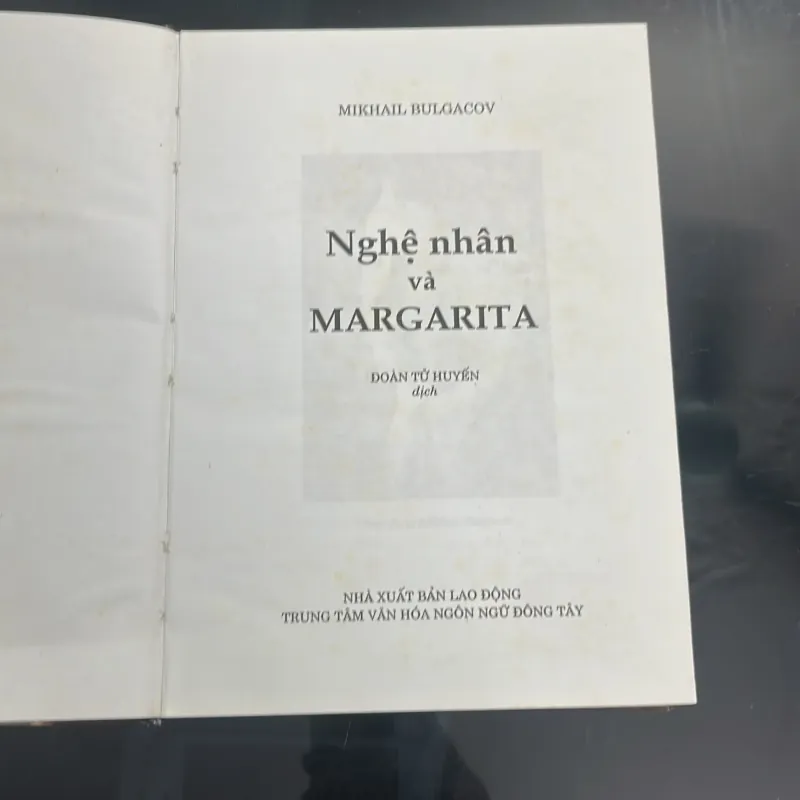 MIKHAIL BULGACOV
Nghệ nhân
và
MARGARITA
ĐOÀN TỬ HUYẾN
dịch
NHÀ XUẤT BẢN LAO ĐỘNG
TRUNG TÂM VĂN HÓA NGÔN NGỮ ĐÔNG TÂY